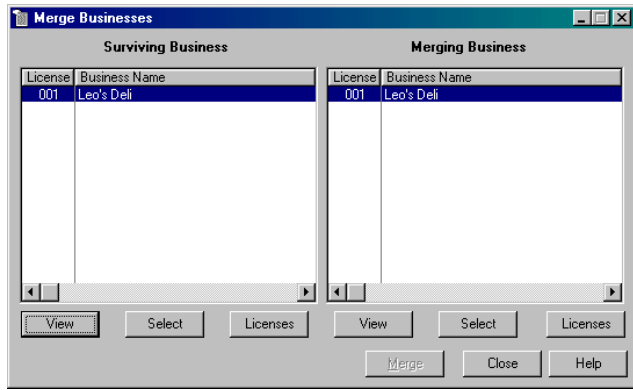 Merge Businesses
Surviving Business Merging Business
License Business Name License Business Name
001 Leo's Deli 001 Leo's Deli
View Select Licenses View Select Licenses
Merge Close Help